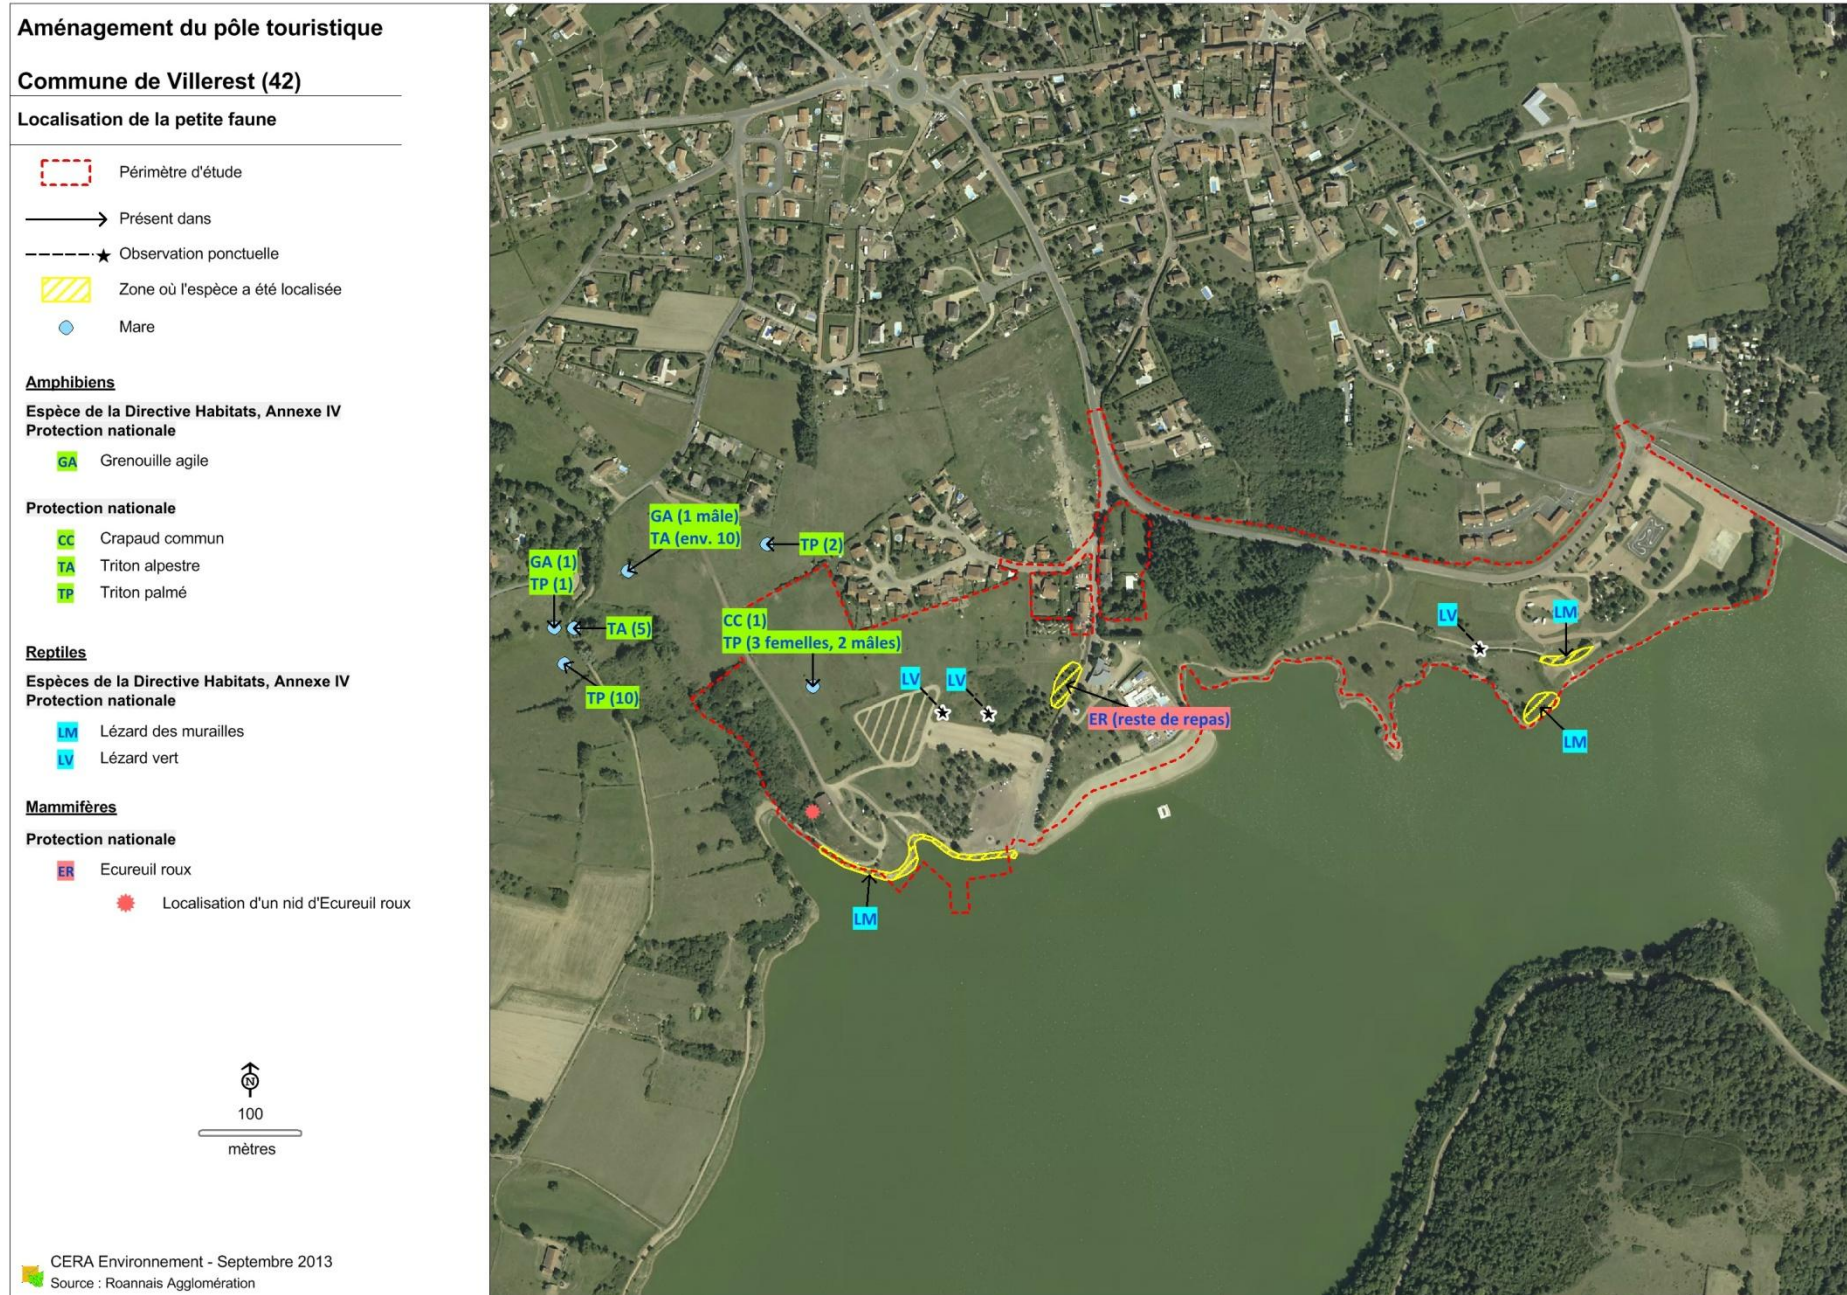 Aménagement du pôle touristique
Commune de Villerest (42)
Localisation de la petite faune
Périmètre d'étude
Présent dans
Observation ponctuelle
Zone où l'espèce a été localisée
Mare
Amphibiens
Espèce de la Directive Habitats, Annexe IV
Protection nationale
GA Grenouille agile
Protection nationale
CC Crapaud commun
TA Triton alpestre
TP Triton palmé
Reptiles
Espèces de la Directive Habitats, Annexe IV
Protection nationale
LM Lézard des murailles
LV Lézard vert
Mammifères
Protection nationale
ER Ecureuil roux
Localisation d'un nid d'Ecureuil roux
N
100
mètres
CERA Environnement - Septembre 2013
Source : Roannais Agglomération
GA (1 mâle)
TA (env. 10)
TP (2)
GA (1)
TP (1)
TA (5)
TP (10)
CC (1)
TP (3 femelles, 2 mâles)
LV
LV
ER (reste de repas)
LM
LV
LM
LM